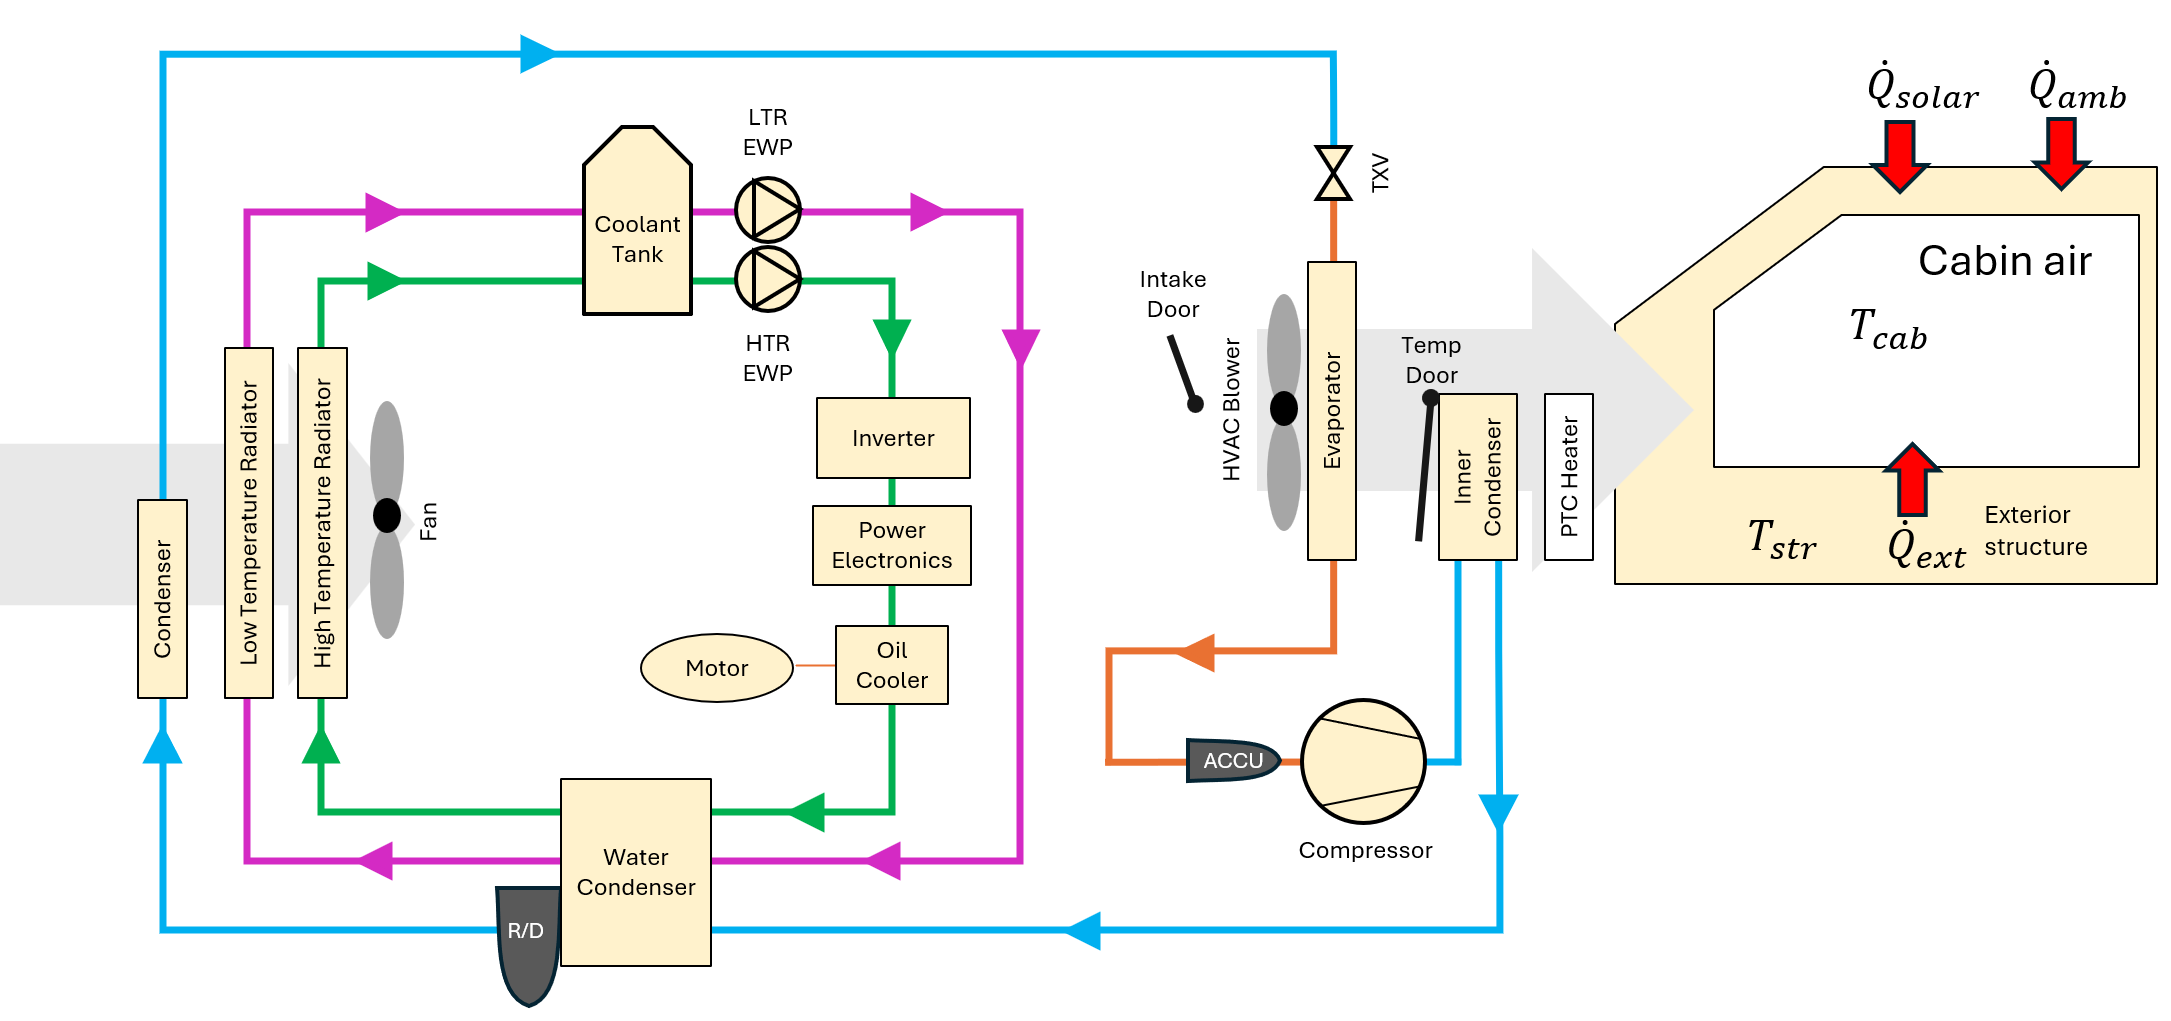 LTR
EWP
Coolant
Tank
HTR
EWP
Low Temperature Radiator
High Temperature Radiator
Condenser
Fan
Inverter
Power
Electronics
Motor
Oil
Cooler
Water
Condenser
R/D
TXV
Intake
Door
HVAC Blower
Evaporator
Temp
Door
Inner
Condenser
PTC Heater
ACCU
Compressor
Q̇solar
Q̇amb
Cabin air
Tcab
Tstr
Q̇ext
Exterior
structure